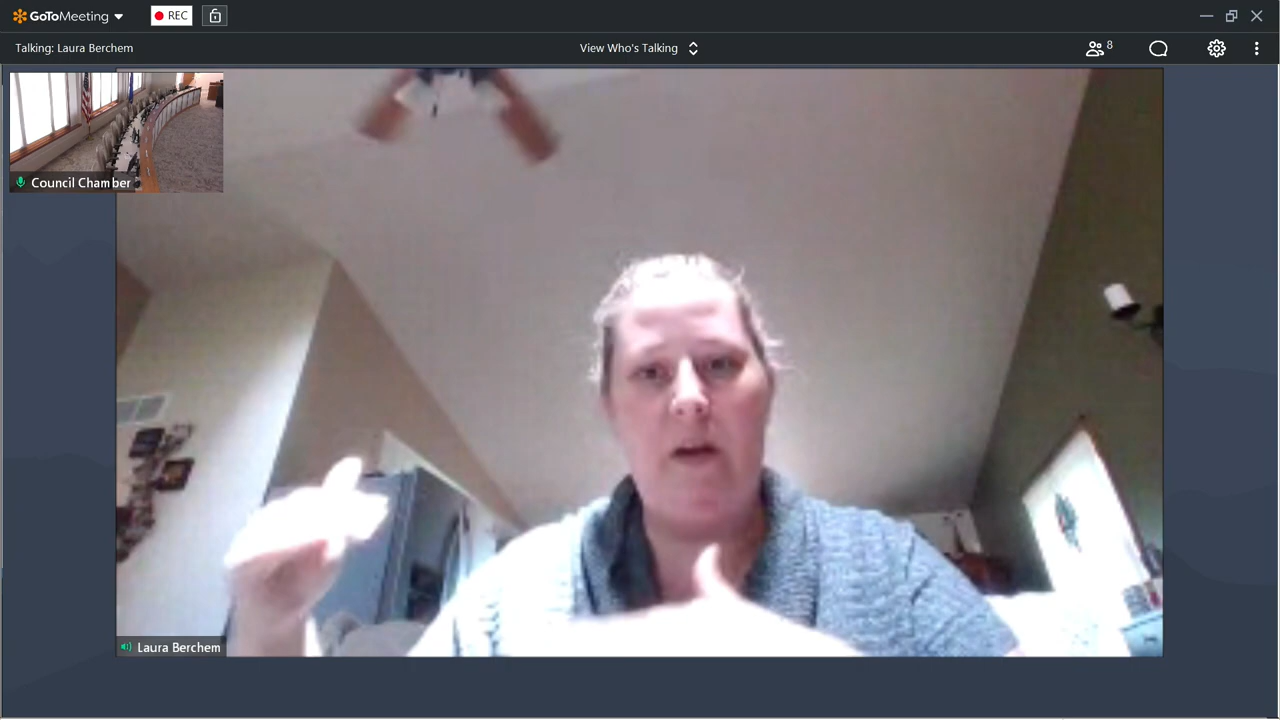 GoToMeeting
REC
Talking: Laura Berchem
View Who's Talking
8
Council Chamber
Laura Berchem